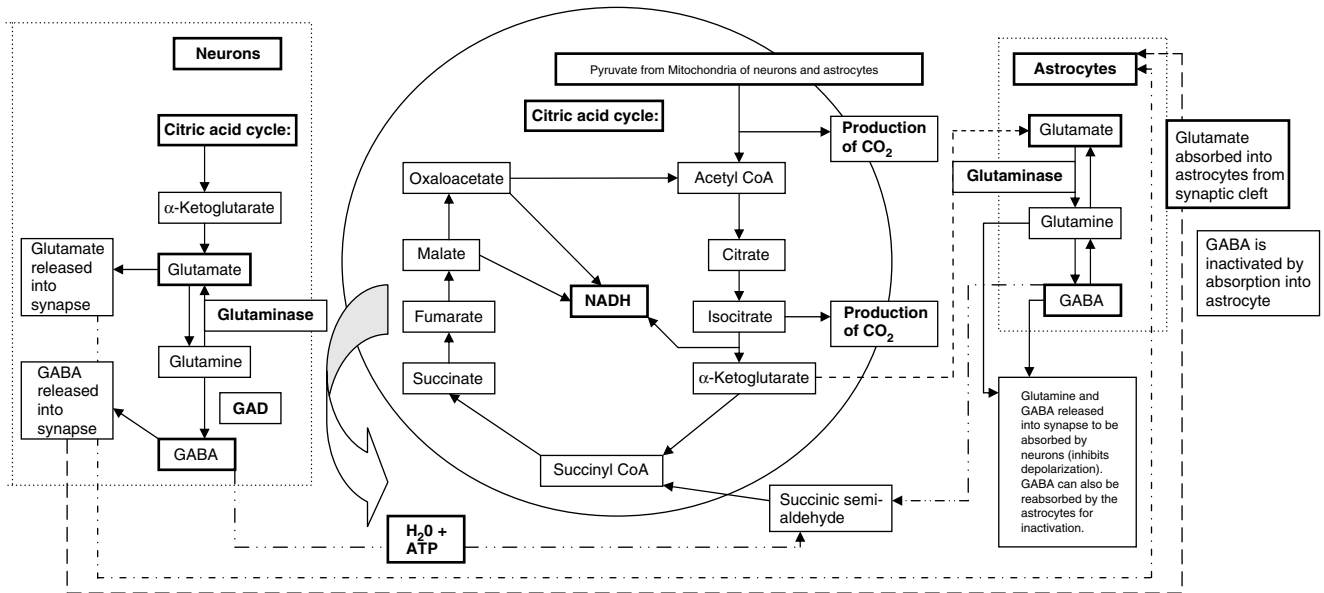 Neurons
Citric acid cycle:
α-Ketoglutarate
Glutamate
released
into
synapse
Glutamate
Glutaminase
Glutamine
GABA
released
into
synapse
GAD
GABA
Pyruvate from Mitochondria of neurons and astrocytes
Citric acid cycle:
Production
of CO2
Oxaloacetate
Acetyl CoA
Malate
Citrate
NADH
Fumarate
Isocitrate
Production
of CO2
Succinate
α-Ketoglutarate
Succinyl CoA
Succinic semi-
aldehyde
H20 +
ATP
Astrocytes
Glutamate
Glutaminase
Glutamine
GABA
Glutamate
absorbed into
astrocytes from
synaptic cleft
GABA is
inactivated by
absorption into
astrocyte
Glutamine and
GABA released
into synapse to be
absorbed by
neurons (inhibits
depolarization).
GABA can also be
reabsorbed by the
astrocytes for
inactivation.